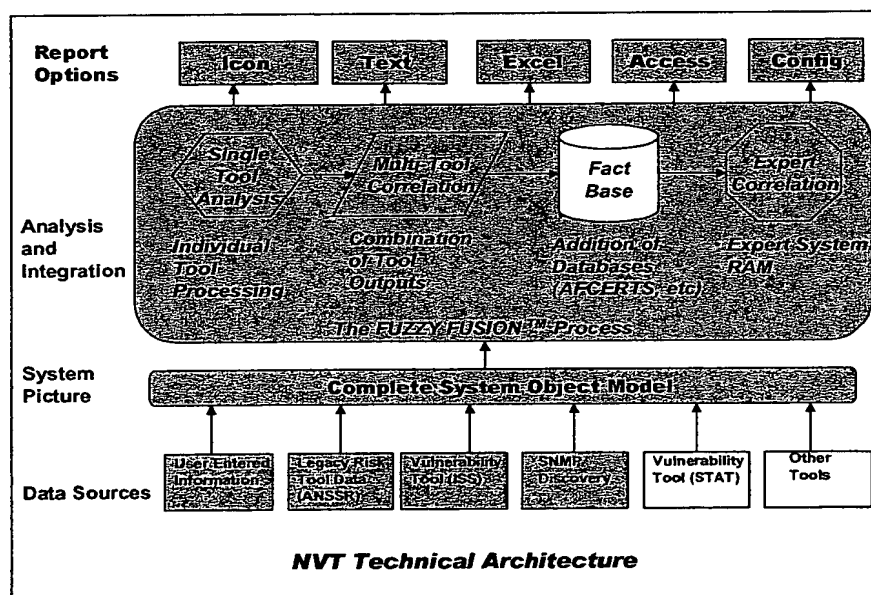 Report
Options
Icon
Text
Excel
Access
Config
Analysis
and
Integration
Single
Tool
Analysis
Multi-Tool
Correlation
Fact
Base
Expert
Correlation
Individual
Tool
Processing
Combination
of Tool
Outputs
Addition of
Databases
(AFCERTS, etc)
Expert System
RAM
The FUZZY FUSION™ Process
System
Picture
Complete System Object Model
Data Sources
User Entered
Information
Legacy Risk
Tool Data
(ANSSR)
Vulnerability
Tool (ISS)
SNMP
Discovery
Vulnerability
Tool (STAT)
Other
Tools
NVT Technical Architecture